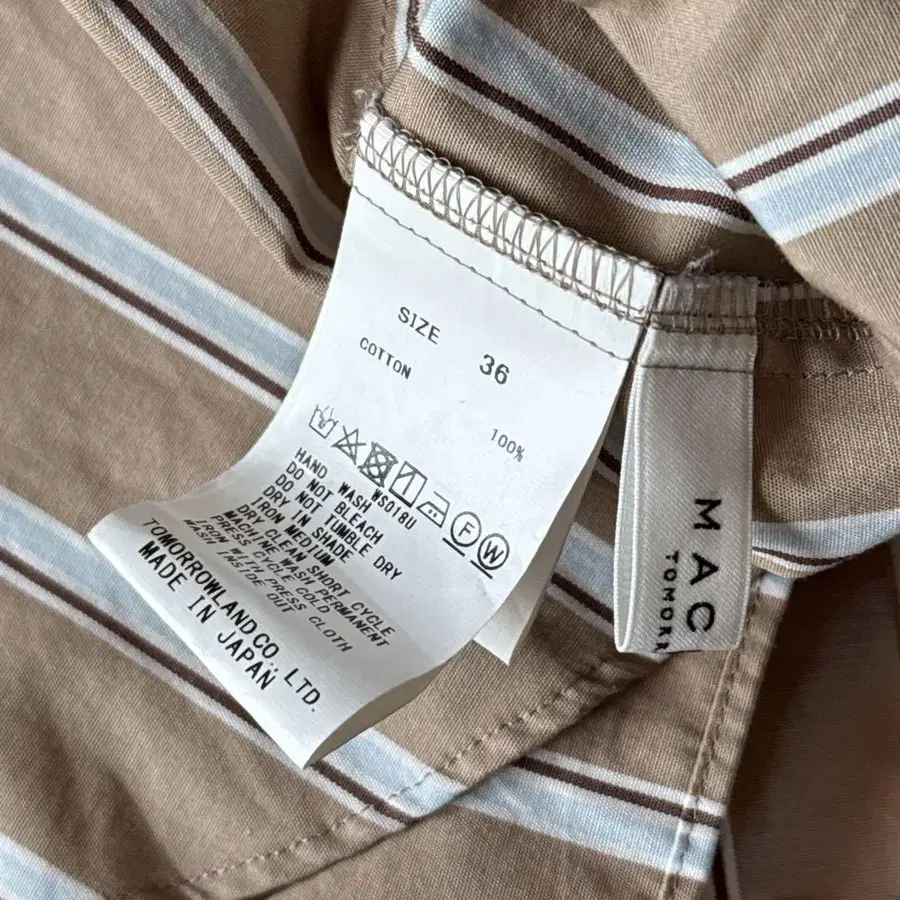 SIZE 36
COTTON 100%
WS018U
HAND WASH
DO NOT BLEACH
DO NOT TUMBLE DRY
DRY IN SHADE
IRON MEDIUM
DRY CLEAN SHORT CYCLE
MACHINE WASH PERMANENT
PRESS CYCLE COLD
IRON WITH PRESS CLOTH
WASH INSIDE OUT
TOMORROWLAND CO., LTD.
MADE IN JAPAN
F
W
MAC
TOMORR